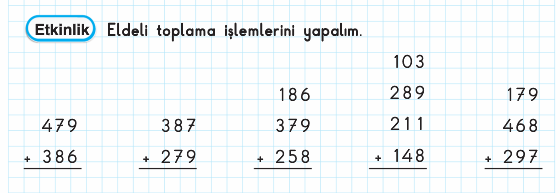 Etkinlik Eldeli toplama işlemlerini yapalım.
103
186 289 179
479 387 379 211 468
+ 386 + 279 + 258 + 148 + 297